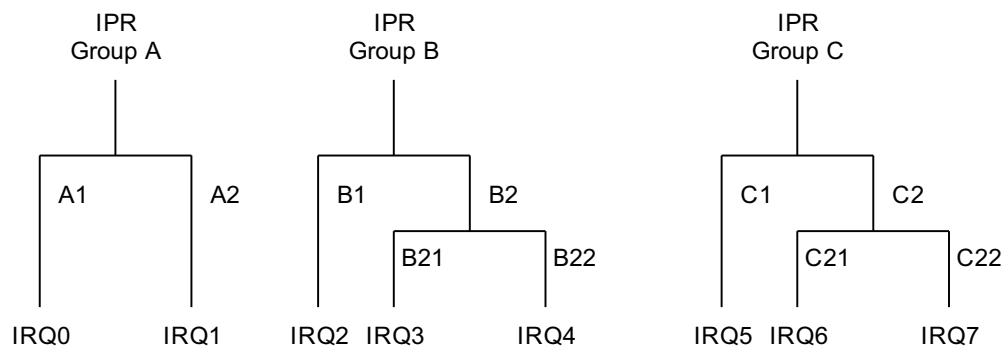 IPR
Group A
IPR
Group B
IPR
Group C
A1
A2
B1
B2
C1
C2
B21
B22
C21
C22
IRQ0
IRQ1
IRQ2
IRQ3
IRQ4
IRQ5
IRQ6
IRQ7